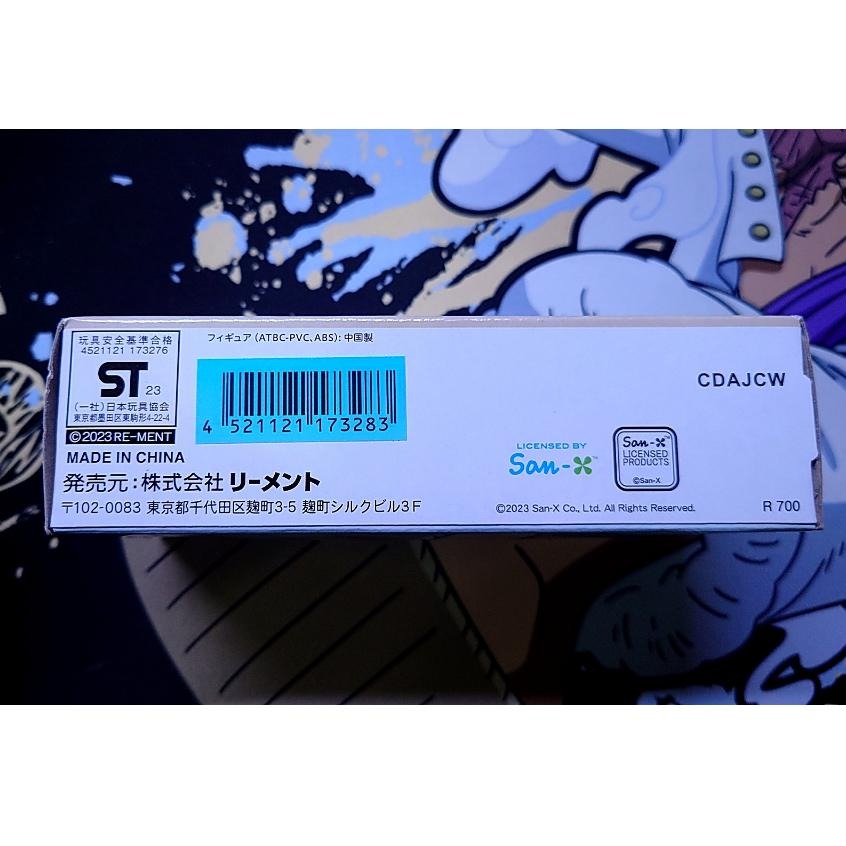 玩具安全基準合格
4521121 173276
ST 23
(一社)日本玩具協会
東京都墨田区東駒形4-22-4
©2023 RE-MENT
MADE IN CHINA
発売元:株式会社 リーメント
〒102-0083 東京都千代田区麹町3-5 麹町シルクビル3F
フィギュア (ATBC-PVC、ABS): 中国製
4 521121 173283
CDAJCW
LICENSED BY
San-X
San-X
LICENSED
PRODUCTS
©San-X
©2023 San-X Co., Ltd. All Rights Reserved.
R 700